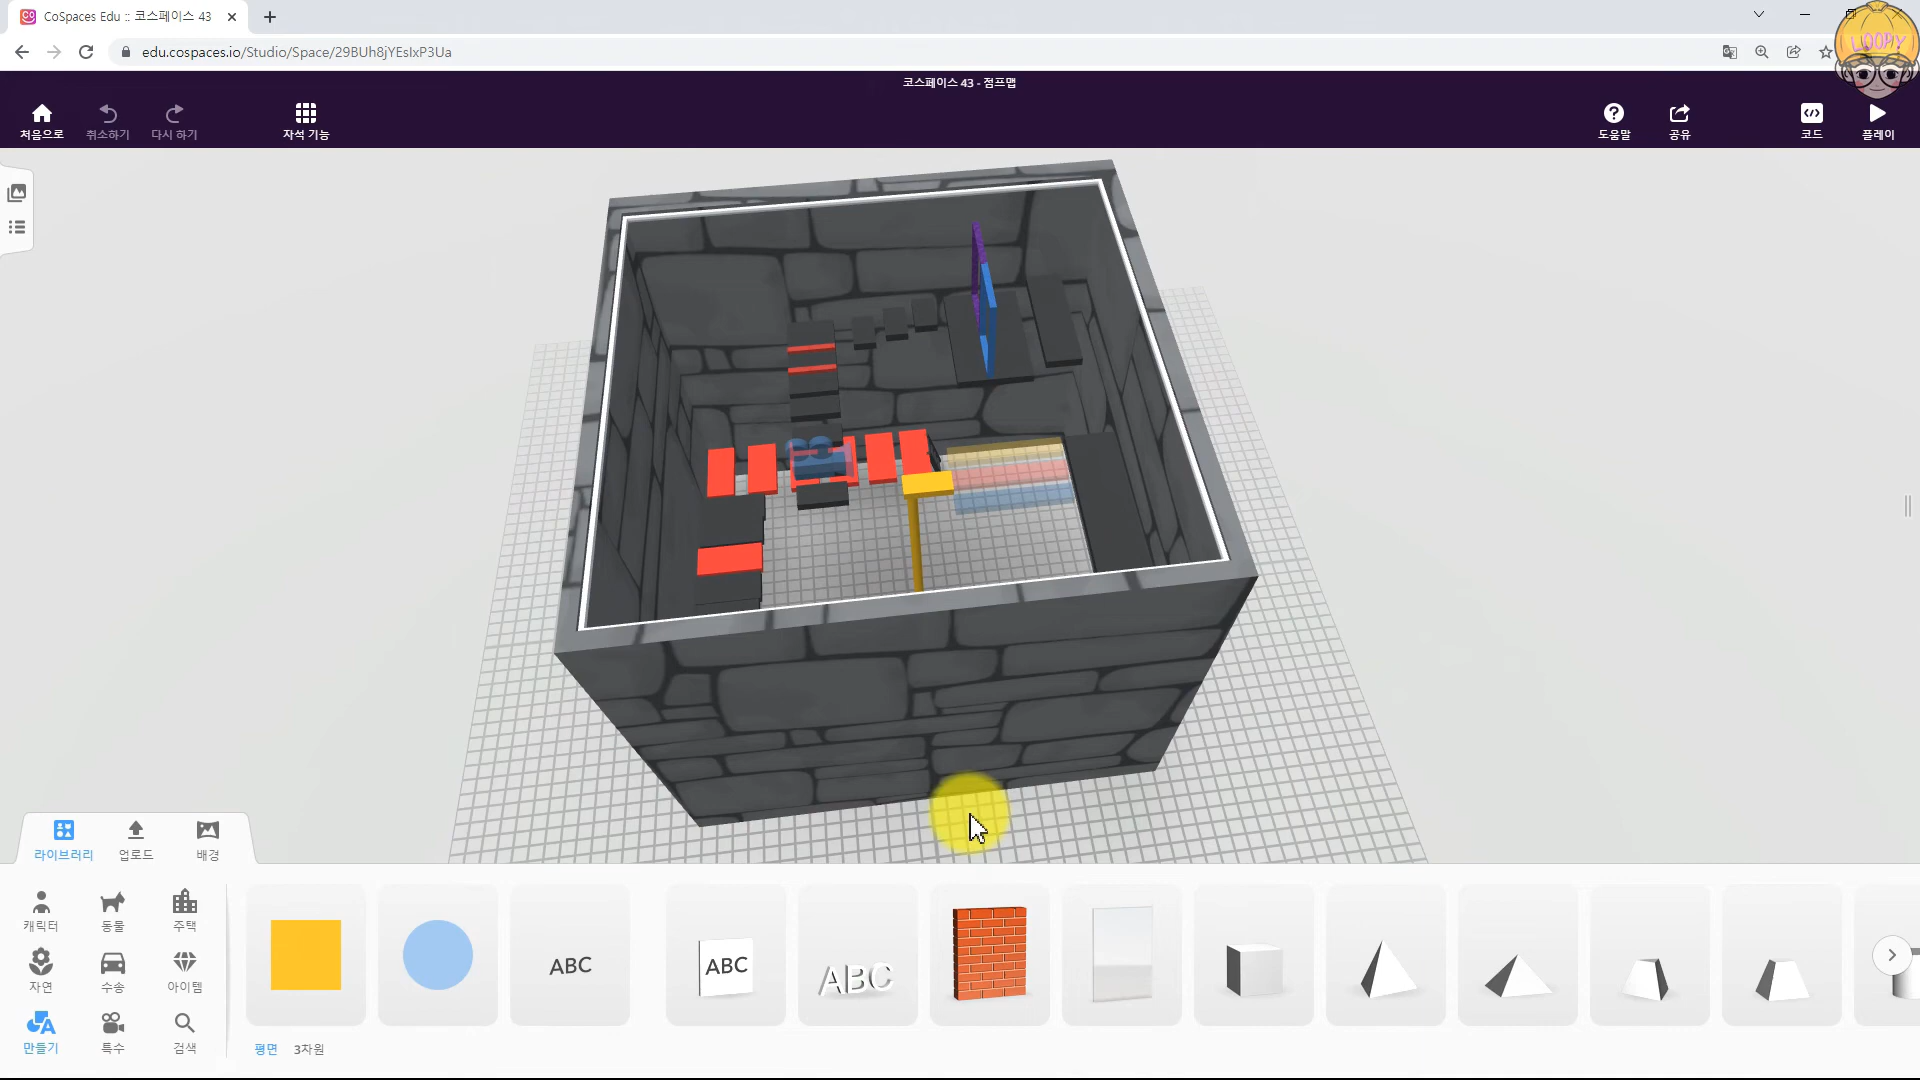 CoSpaces Edu :: 코스페이스 43
edu.cospaces.io/Studio/Space/29BUh8jYEsIxP3Ua
LOOPY
코스페이스 43 - 점프맵
처음으로
취소하기
다시 하기
자석 기능
도움말
공유
코드
플레이
라이브러리
업로드
배경
캐릭터
동물
주택
자연
수송
아이템
만들기
특수
검색
ABC
ABC
ABC
평면
3차원